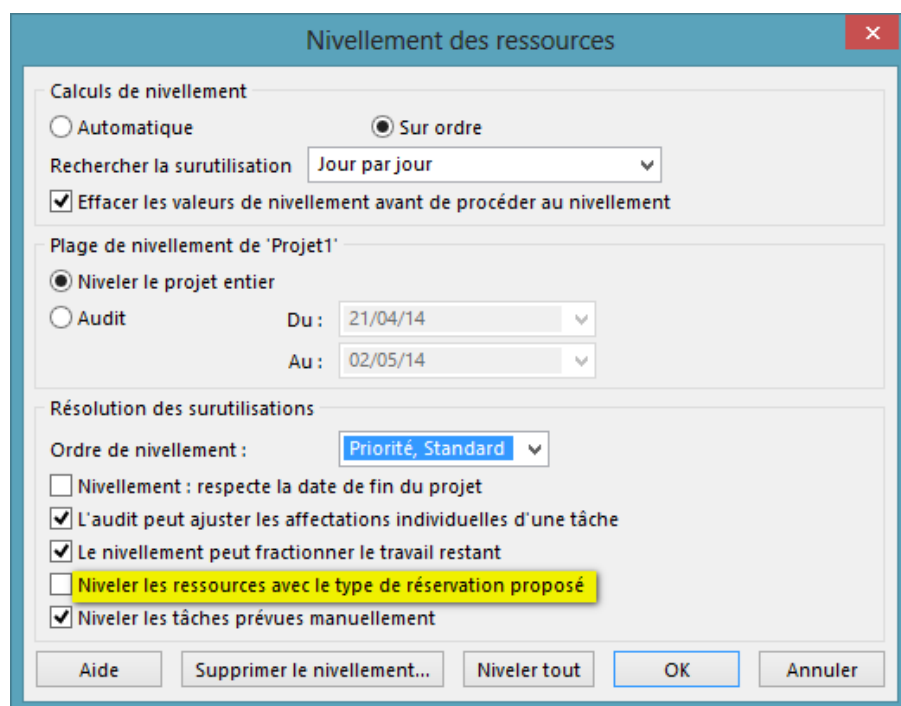 Nivellement des ressources
Calculs de nivellement
Automatique Sur ordre
Rechercher la surutilisation Jour par jour
Effacer les valeurs de nivellement avant de procéder au nivellement
Plage de nivellement de 'Projet1'
Niveler le projet entier
Audit Du : 21/04/14
Au : 02/05/14
Résolution des surutilisations
Ordre de nivellement : Priorité, Standard
Nivellement : respecte la date de fin du projet
L'audit peut ajuster les affectations individuelles d'une tâche
Le nivellement peut fractionner le travail restant
Niveler les ressources avec le type de réservation proposé
Niveler les tâches prévues manuellement
Aide Supprimer le nivellement... Niveler tout OK Annuler